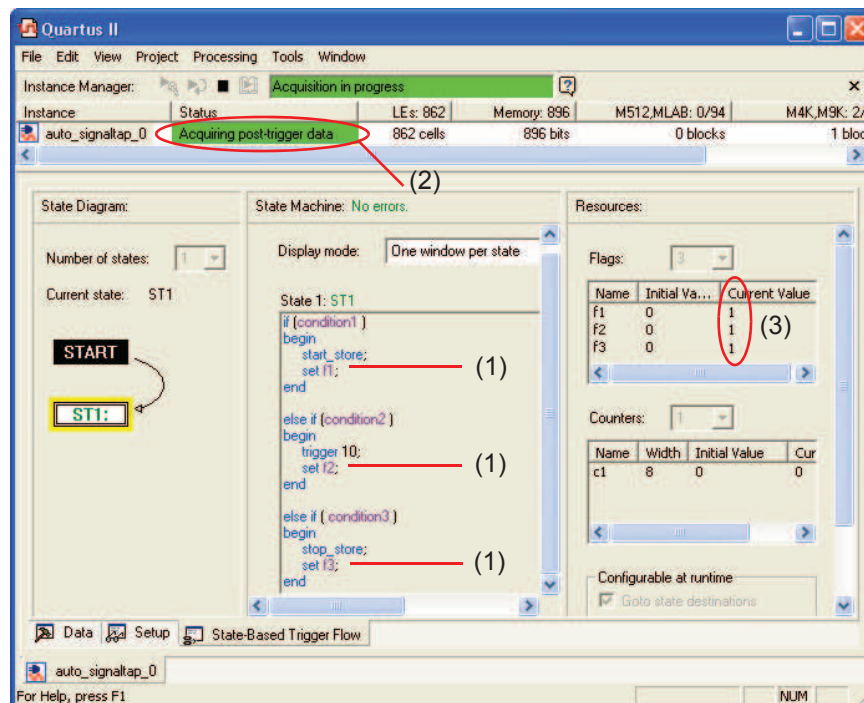 Quartus II
File Edit View Project Processing Tools Window
Instance Manager: Acquisition in progress
Instance Status LEs: 862 Memory: 896 M512,MLAB: 0/94 M4K,M9K: 2/
auto_signaltap_0 Acquiring post-trigger data 862 cells 896 bits 0 blocks 1 bloc
(2)
State Diagram:
Number of states: 1
Current state: ST1
START
ST1:
State Machine: No errors.
Display mode: One window per state
State 1: ST1
if (condition1 )
begin
start_store;
set f1; (1)
end
else if (condition2 )
begin
trigger 10;
set f2; (1)
end
else if ( condition3 )
begin
stop_store;
set f3; (1)
end
Resources:
Flags: 3
Name Initial Va... Current Value
f1 0 1
f2 0 1
f3 0 1
(3)
Counters: 1
Name Width Initial Value Cur
c1 8 0 0
Configurable at runtime
Goto state destinations
Data Setup State-Based Trigger Flow
auto_signaltap_0
For Help, press F1 NUM